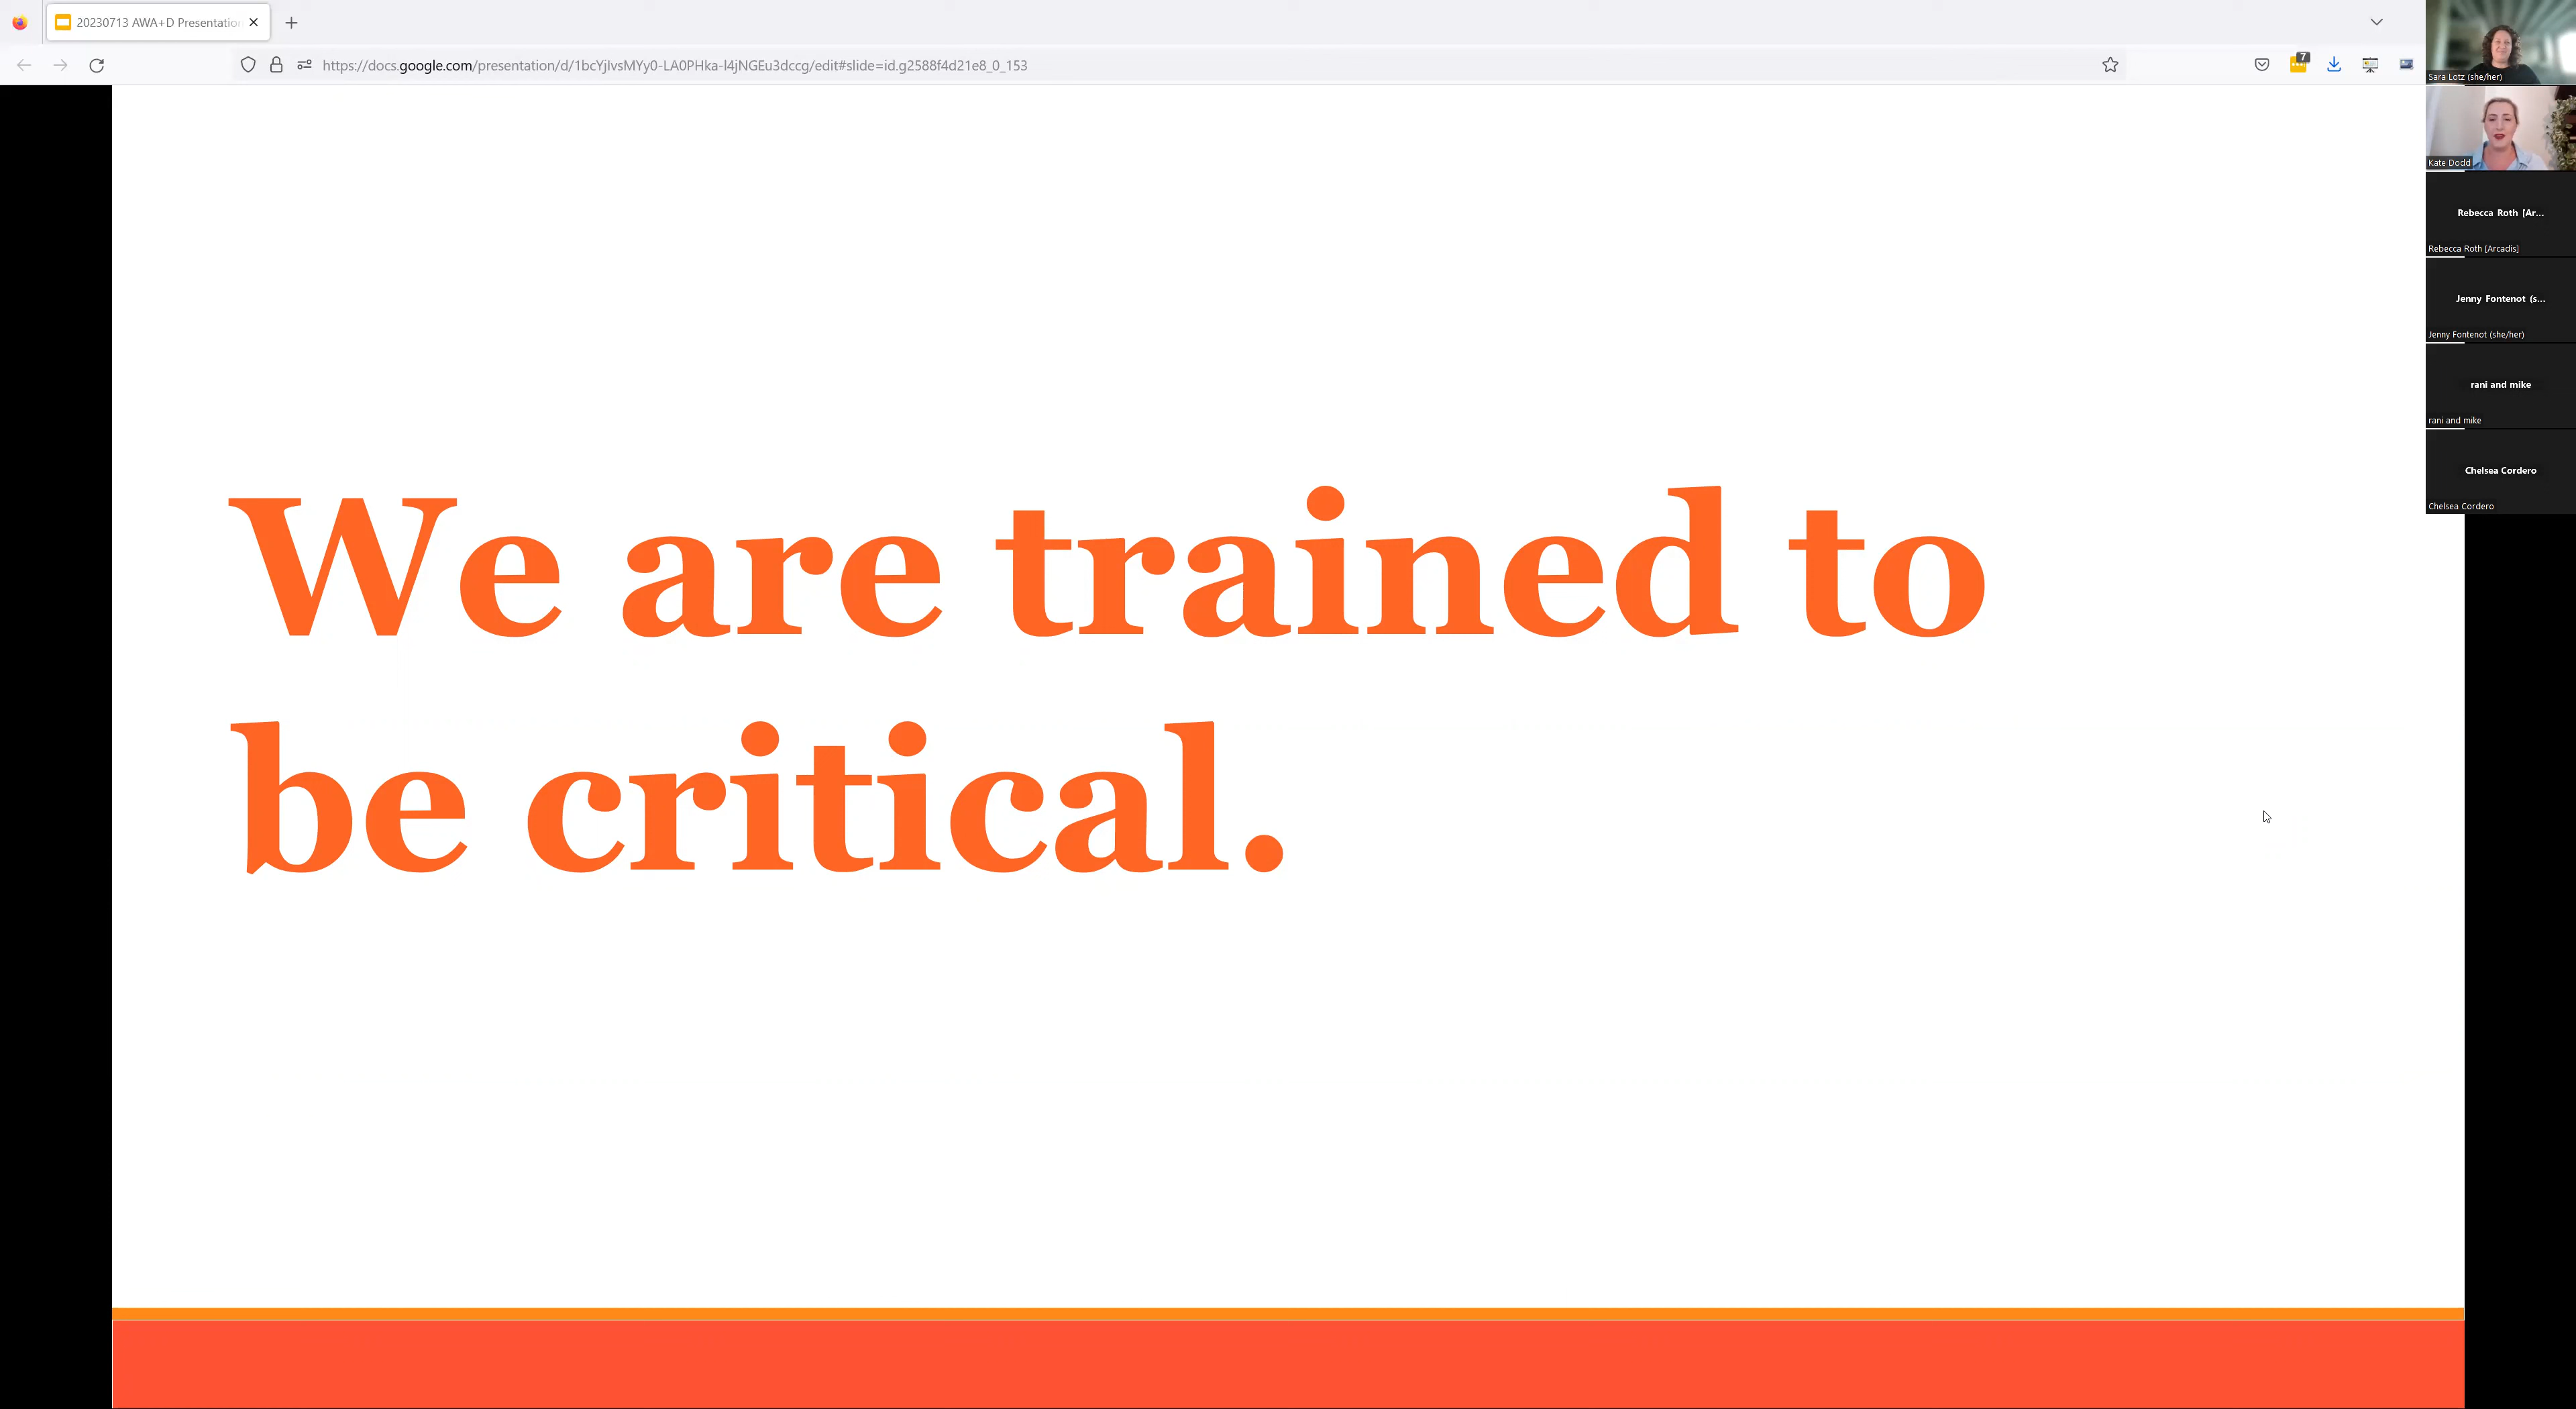 20230713 AWA+D Presentation
https://docs.google.com/presentation/d/1bcYjlvsMYy0-LA0PHka-l4jNGEu3dccg/edit#slide=id.g2588f4d21e8_0_153
7
Sara Lotz (she/her)
Kate Dodd
Rebecca Roth [Ar...
Rebecca Roth [Arcadis]
Jenny Fontenot (s...
Jenny Fontenot (she/her)
rani and mike
rani and mike
Chelsea Cordero
Chelsea Cordero
We are trained to
be critical.